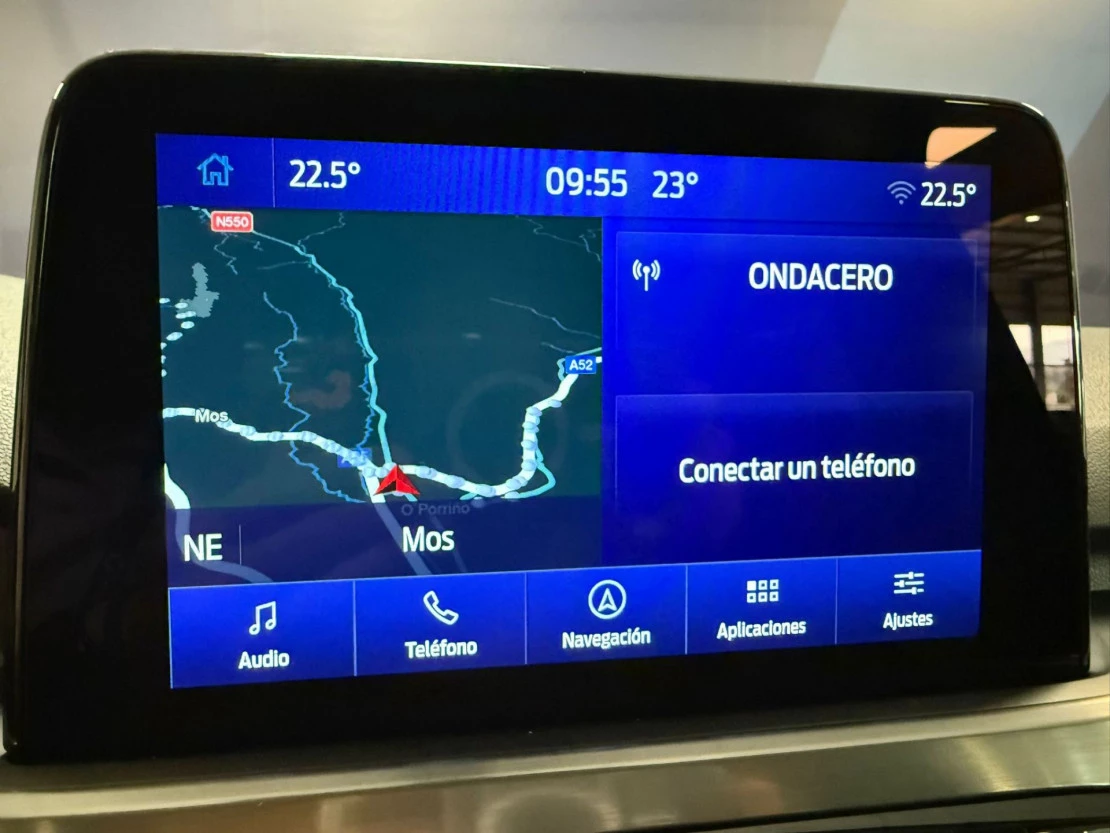 22.5°
09:55 23°
22.5°
N550
ONDACERO
A52
Mos
Conectar un teléfono
O Porriño
NE
Mos
Audio
Teléfono
Navegación
Aplicaciones
Ajustes